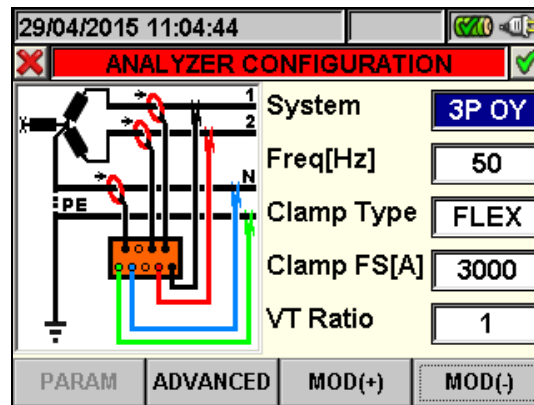 29/04/2015 11:04:44
ANALYZER CONFIGURATION
1
2
N
PE
System 3P OY
Freq[Hz] 50
Clamp Type FLEX
Clamp FS[A] 3000
VT Ratio 1
PARAM ADVANCED MOD(+) MOD(-)